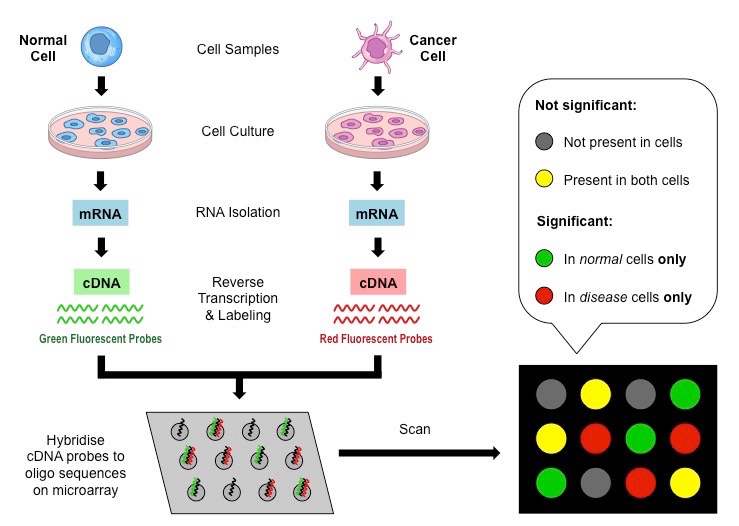 Normal
Cell
Cell Samples
Cancer
Cell
Cell Culture
mRNA
RNA Isolation
mRNA
cDNA
Reverse
Transcription
& Labeling
cDNA
Green Fluorescent Probes
Red Fluorescent Probes
Hybridise
cDNA probes to
oligo sequences
on microarray
Scan
Not significant:
Not present in cells
Present in both cells
Significant:
In normal cells only
In disease cells only